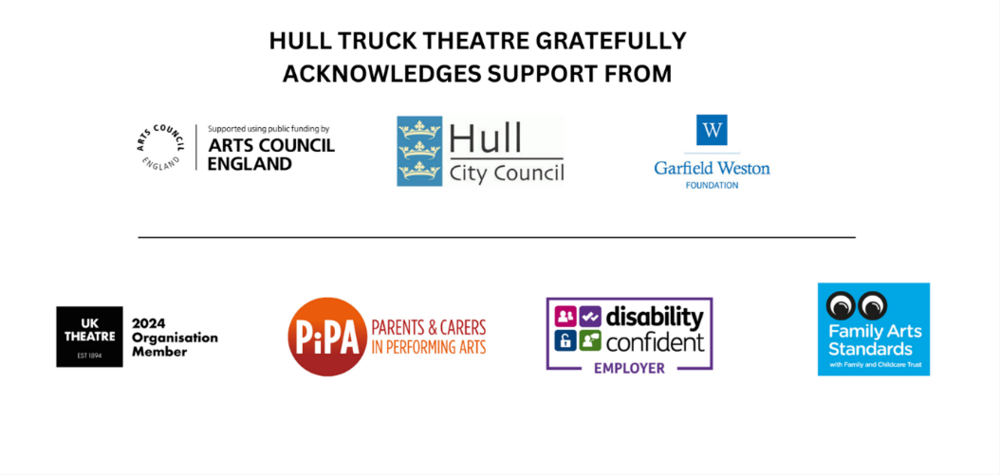 HULL TRUCK THEATRE GRATEFULLY
ACKNOWLEDGES SUPPORT FROM
ARTS COUNCIL
ENGLAND
Supported using public funding by
ARTS COUNCIL
ENGLAND
Hull
City Council
W
Garfield Weston
FOUNDATION
UK
THEATRE
EST 1894
2024
Organisation
Member
PiPA
PARENTS & CARERS
IN PERFORMING ARTS
disability
confident
EMPLOYER
Family Arts
Standards
with Family and Childcare Trust